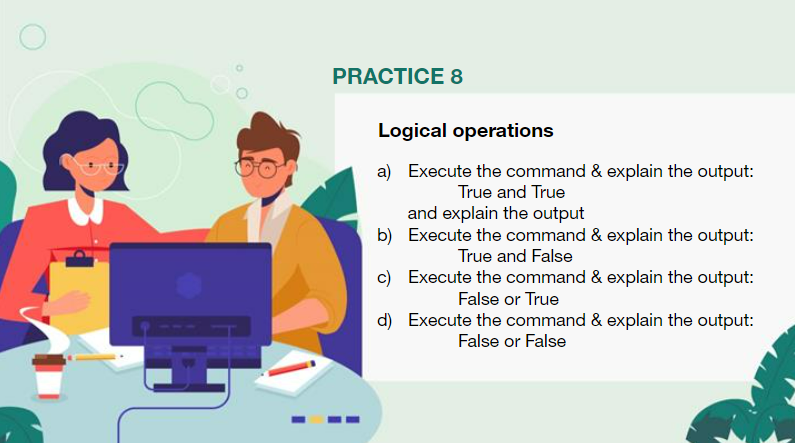 PRACTICE 8
Logical operations
a) Execute the command & explain the output:
True and True
and explain the output
b) Execute the command & explain the output:
True and False
c) Execute the command & explain the output:
False or True
d) Execute the command & explain the output:
False or False